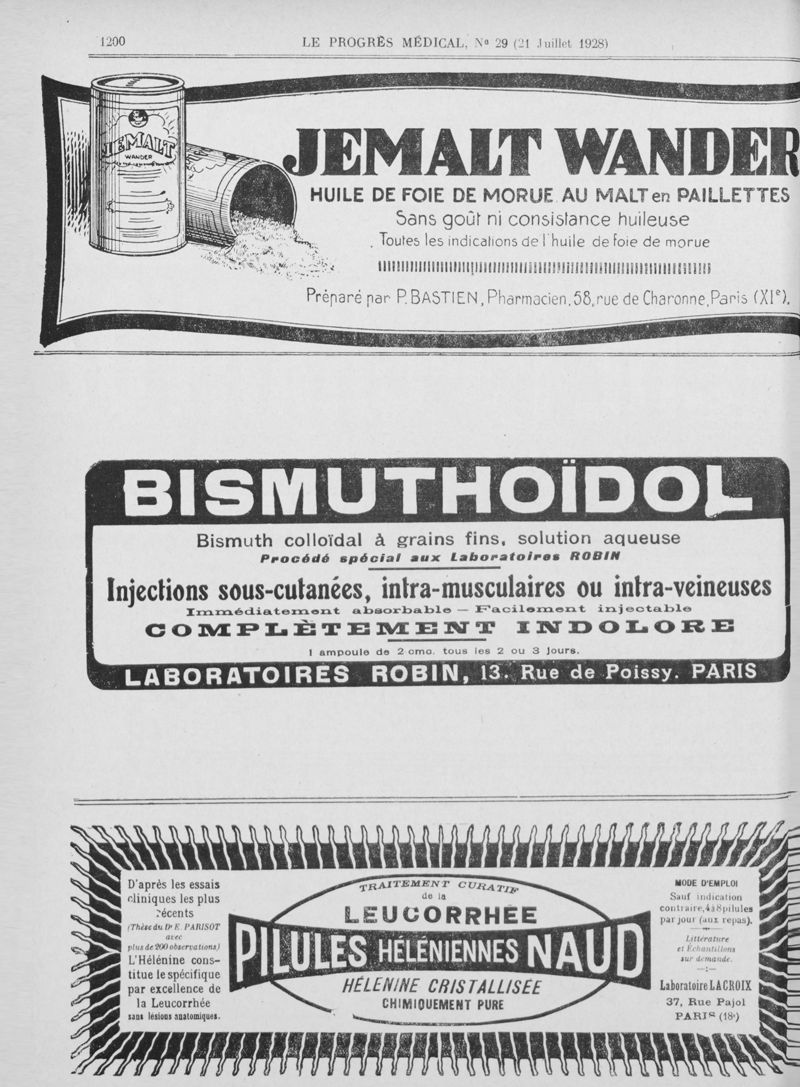 1200
LE PROGRÈS MÉDICAL, Nº 29 (21 Juillet 1928)
JEMALT
WANDER
JEMALT WANDER
HUILE DE FOIE DE MORUE AU MALT en PAILLETTES
Sans goût ni consistance huileuse
Toutes les indications de l'huile de foie de morue
Préparé par P. BASTIEN, Pharmacien, 58, rue de Charonne, Paris (XIe).
BISMUTHOÏDOL
Bismuth colloïdal à grains fins, solution aqueuse
Procédé spécial aux Laboratoires ROBIN
Injections sous-cutanées, intra-musculaires ou intra-veineuses
Immédiatement absorbable — Facilement injectable
COMPLÈTEMENT INDOLORE
1 ampoule de 2 cmc. tous les 2 ou 3 jours.
LABORATOIRES ROBIN, 13. Rue de Poissy. PARIS
D'après les essais
cliniques les plus
récents
(Thèse du Dr E. PARISOT
avec
plus de 200 observations)
L'Hélénine cons-
titue le spécifique
par excellence de
la Leucorrhée
sans lésions anatomiques.
TRAITEMENT CURATIF
de la
LEUCORRHÉE
PILULES HÉLÉNIENNES NAUD
HÉLÉNINE CRISTALLISÉE
CHIMIQUEMENT PURE
MODE D'EMPLOI
Sauf indication
contraire, 4 à 8 pilules
par jour (aux repas).
Littérature
et Échantillons
sur demande.
Laboratoire LACROIX
37, Rue Pajol
PARIS (18e)